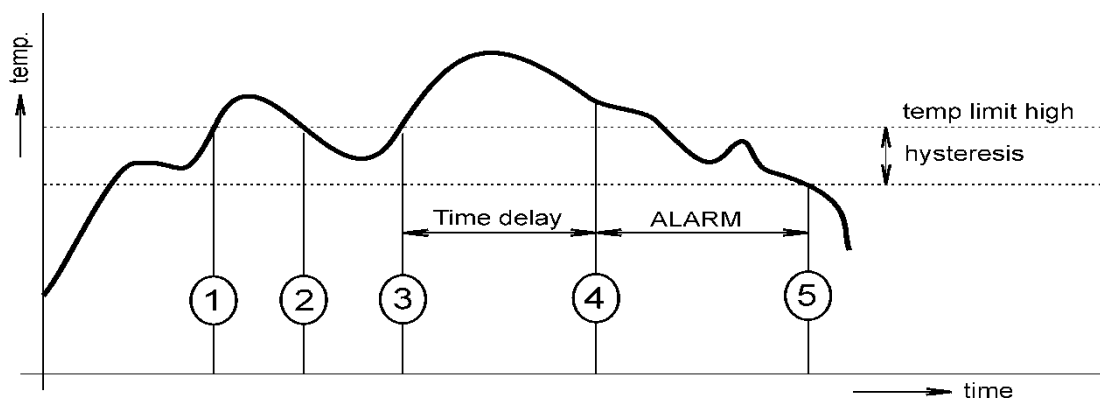 temp.
temp limit high
hysteresis
Time delay
ALARM
1
2
3
4
5
time